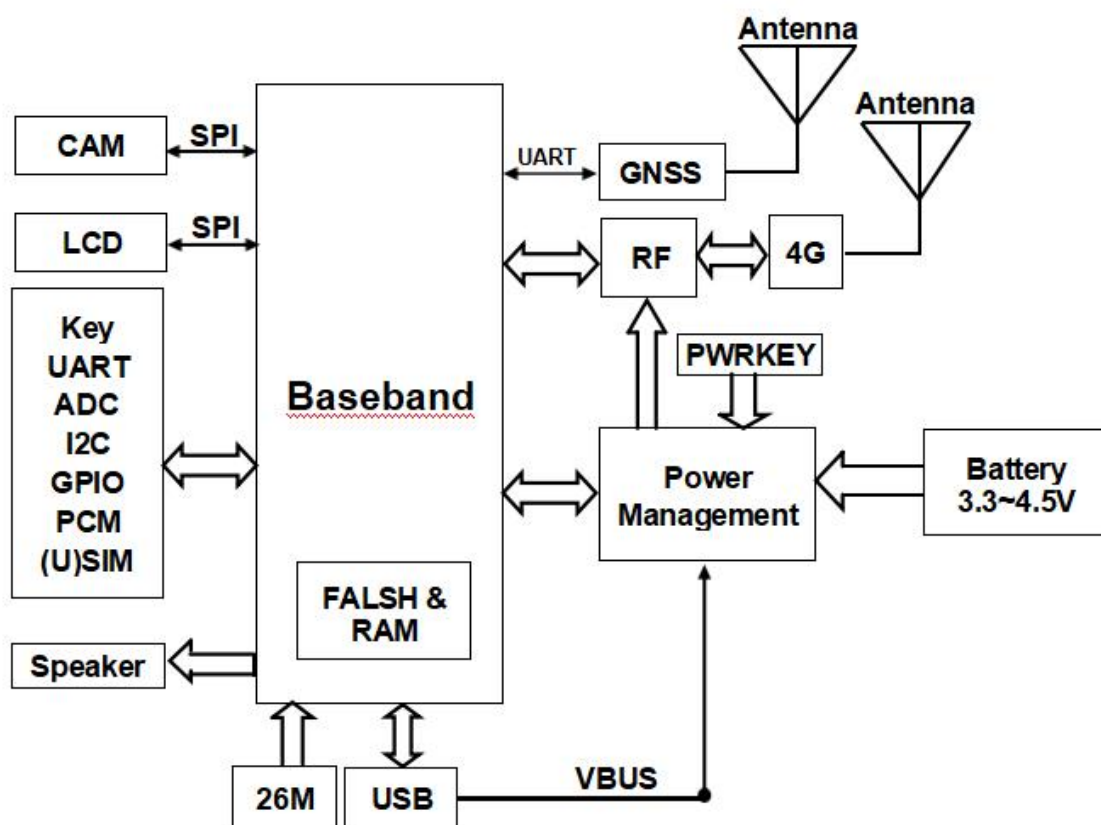 Antenna
Antenna
CAM
SPI
UART
GNSS
LCD
SPI
RF
4G
Key
UART
ADC
I2C
GPIO
PCM
(U)SIM
Baseband
PWRKEY
Power
Management
Battery
3.3~4.5V
FALSH &
RAM
Speaker
26M
USB
VBUS